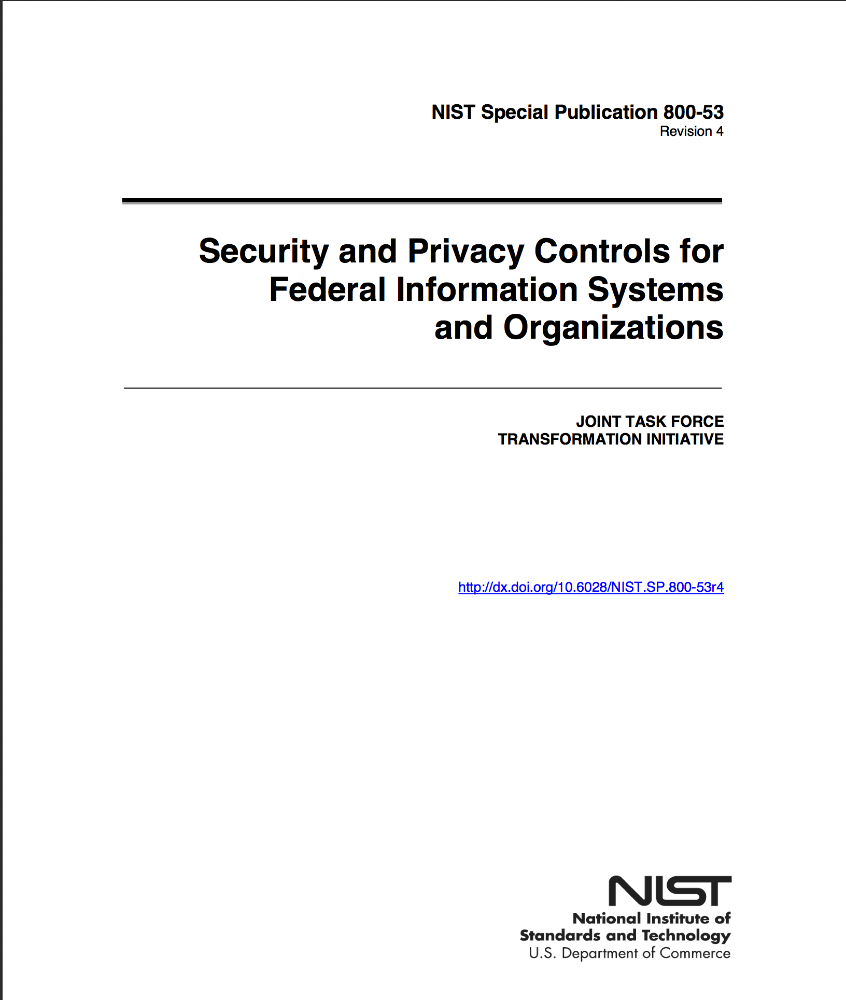 NIST Special Publication 800-53
Revision 4
Security and Privacy Controls for
Federal Information Systems
and Organizations
JOINT TASK FORCE
TRANSFORMATION INITIATIVE
http://dx.doi.org/10.6028/NIST.SP.800-53r4
NIST
National Institute of
Standards and Technology
U.S. Department of Commerce